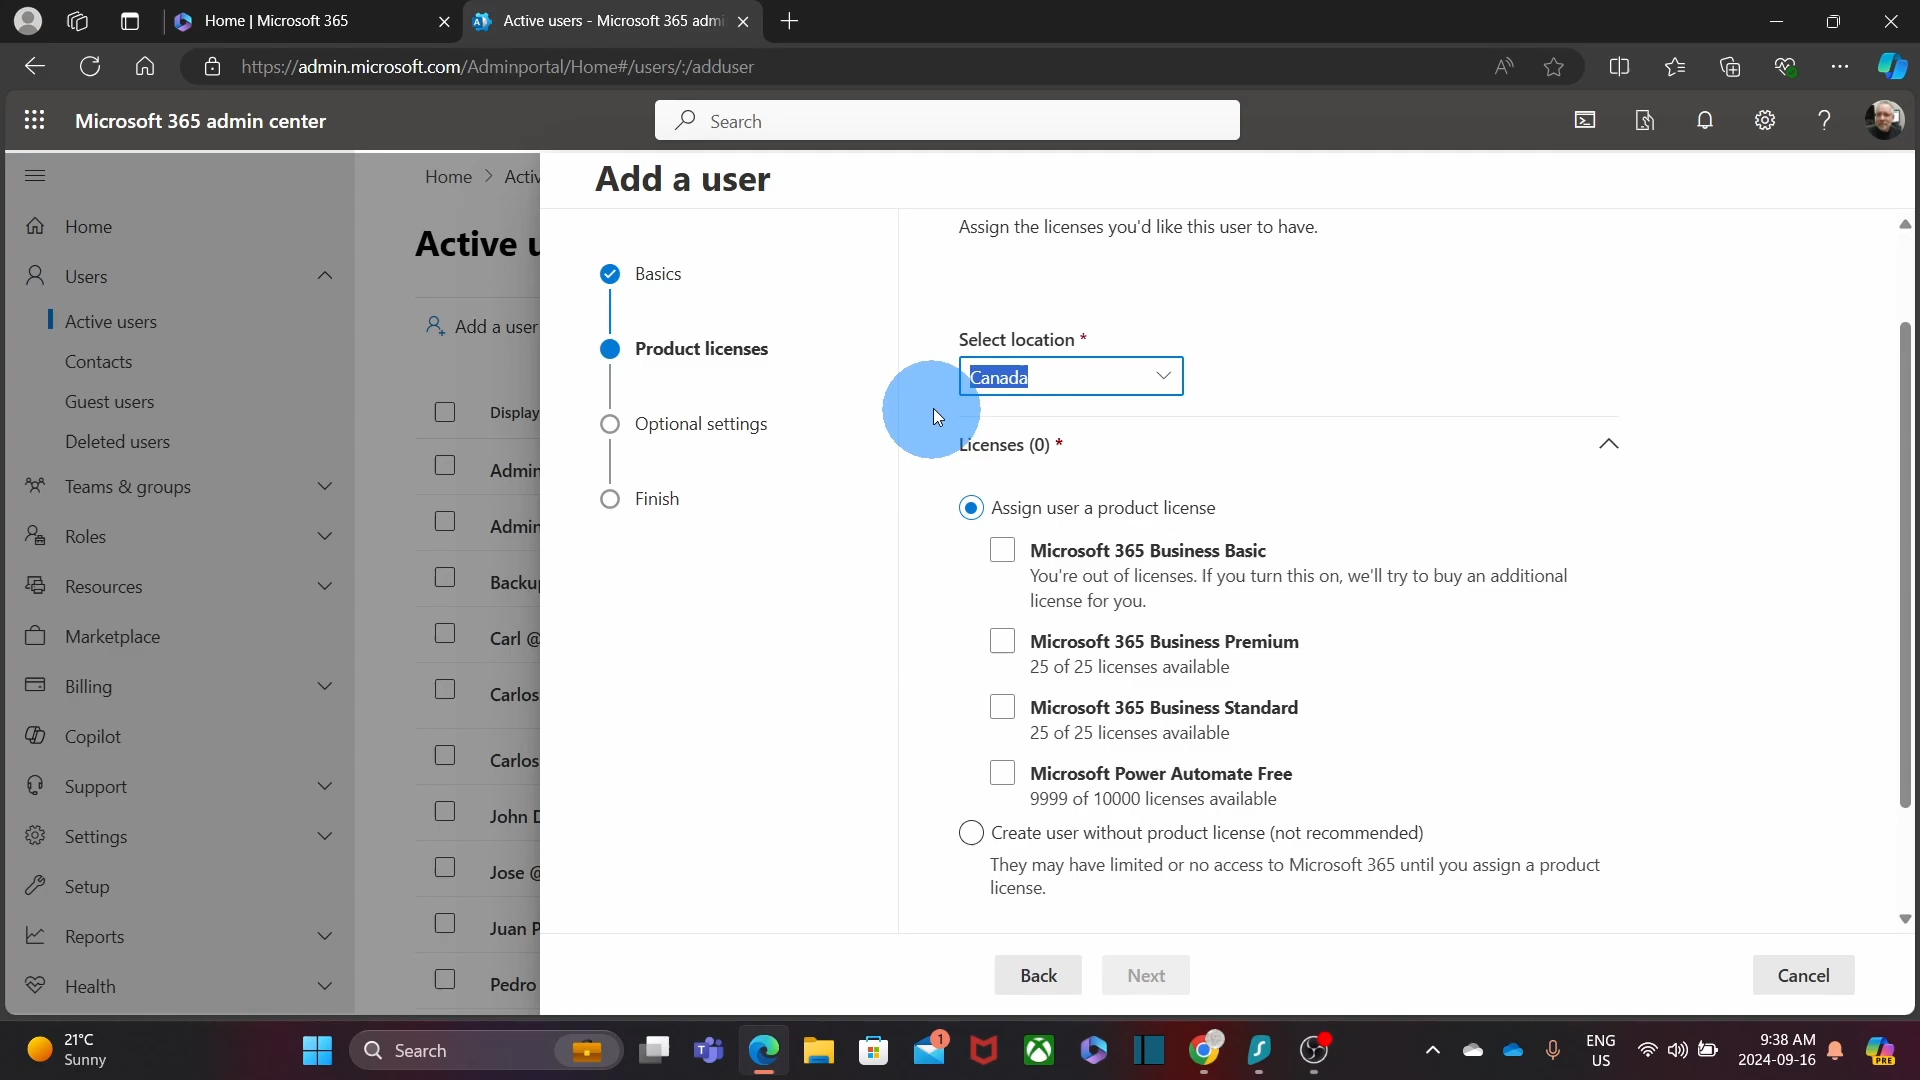 Home | Microsoft 365
Active users - Microsoft 365 admi
https://admin.microsoft.com/Adminportal/Home#/users/:/adduser
Microsoft 365 admin center
Search
Home
Users
Active users
Contacts
Guest users
Deleted users
Teams & groups
Roles
Resources
Marketplace
Billing
Copilot
Support
Settings
Setup
Reports
Health
Home > Activ
Active u
Add a user
Display
Admin
Admin
Backup
Carl @
Carlos
Carlos
John D
Jose @
Juan P
Pedro
Add a user
Basics
Product licenses
Optional settings
Finish
Assign the licenses you'd like this user to have.
Select location *
Canada
Licenses (0) *
Assign user a product license
Microsoft 365 Business Basic
You're out of licenses. If you turn this on, we'll try to buy an additional
license for you.
Microsoft 365 Business Premium
25 of 25 licenses available
Microsoft 365 Business Standard
25 of 25 licenses available
Microsoft Power Automate Free
9999 of 10000 licenses available
Create user without product license (not recommended)
They may have limited or no access to Microsoft 365 until you assign a product
license.
Back
Next
Cancel
21°C
Sunny
Search
1
ENG
US
9:38 AM
2024-09-16
PRE